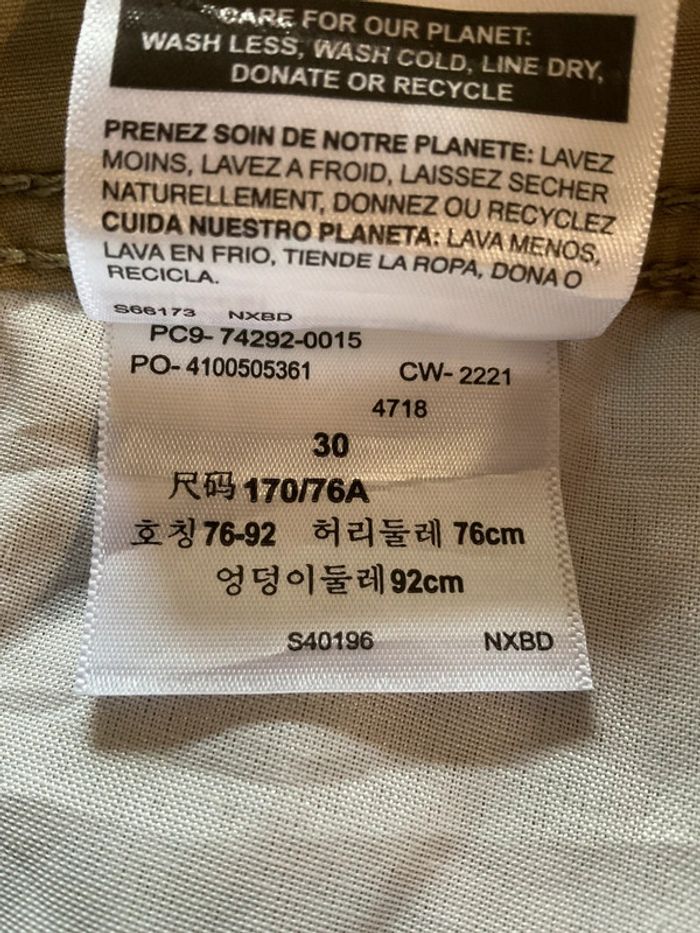 CARE FOR OUR PLANET:
WASH LESS, WASH COLD, LINE DRY,
DONATE OR RECYCLE
PRENEZ SOIN DE NOTRE PLANETE: LAVEZ
MOINS, LAVEZ A FROID, LAISSEZ SECHER
NATURELLEMENT, DONNEZ OU RECYCLEZ
CUIDA NUESTRO PLANETA: LAVA MENOS,
LAVA EN FRIO, TIENDE LA ROPA, DONA O
RECICLA.
S66173 NXBD
PC9- 74292-0015
PO- 4100505361 CW- 2221
4718
30
尺码 170/76A
호칭 76-92 허리둘레 76cm
엉덩이둘레 92cm
S40196 NXBD